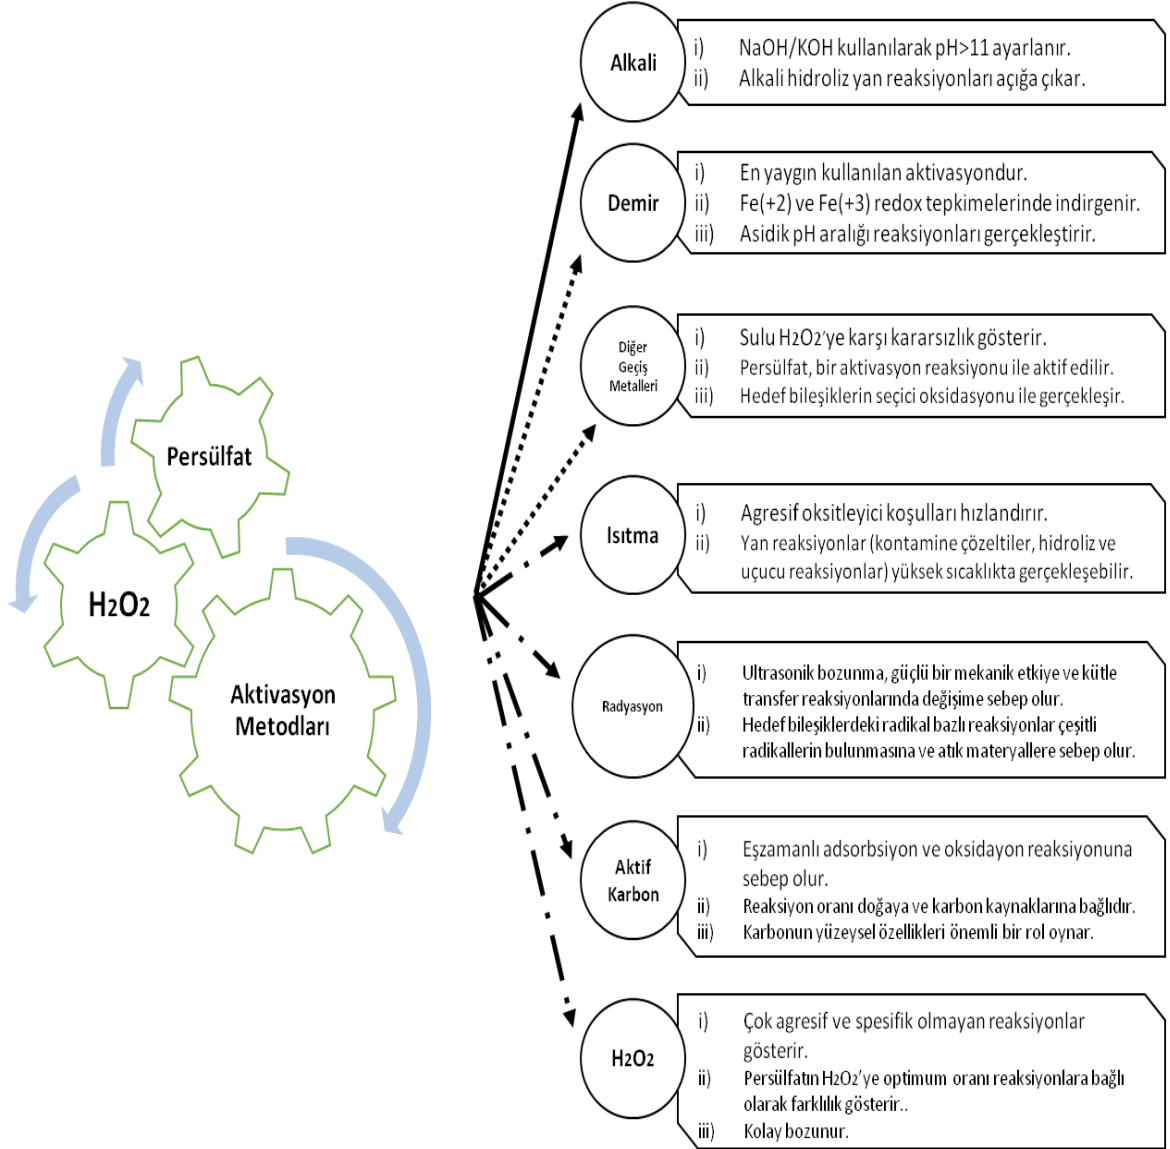 Persülfat
H2O2
Aktivasyon
Metodları
Alkali
i) NaOH/KOH kullanılarak pH>11 ayarlanır.
ii) Alkali hidroliz yan reaksiyonları açığa çıkar.
Demir
i) En yaygın kullanılan aktivasyondur.
ii) Fe(+2) ve Fe(+3) redox tepkimelerinde indirgenir.
iii) Asidik pH aralığı reaksiyonları gerçekleştirir.
Diğer
Geçiş
Metalleri
i) Sulu H2O2'ye karşı kararsızlık gösterir.
ii) Persülfat, bir aktivasyon reaksiyonu ile aktif edilir.
iii) Hedef bileşiklerin seçici oksidasyonu ile gerçekleşir.
Isıtma
i) Agresif oksitleyici koşulları hızlandırır.
ii) Yan reaksiyonlar (kontamine çözeltiler, hidroliz ve
uçucu reaksiyonlar) yüksek sıcaklıkta gerçekleşebilir.
Radyasyon
i) Ultrasonik bozunma, güçlü bir mekanik etkiye ve kütle
transfer reaksiyonlarında değişime sebep olur.
ii) Hedef bileşiklerdeki radikal bazlı reaksiyonlar çeşitli
radikallerin bulunmasına ve atık materyallere sebep olur.
Aktif
Karbon
i) Eşzamanlı adsorbsiyon ve oksidayon reaksiyonuna
sebep olur.
ii) Reaksiyon oranı doğaya ve karbon kaynaklarına bağlıdır.
iii) Karbonun yüzeysel özellikleri önemli bir rol oynar.
H2O2
i) Çok agresif ve spesifik olmayan reaksiyonlar
gösterir.
ii) Persülfatın H2O2'ye optimum oranı reaksiyonlara bağlı
olarak farklılık gösterir..
iii) Kolay bozunur.